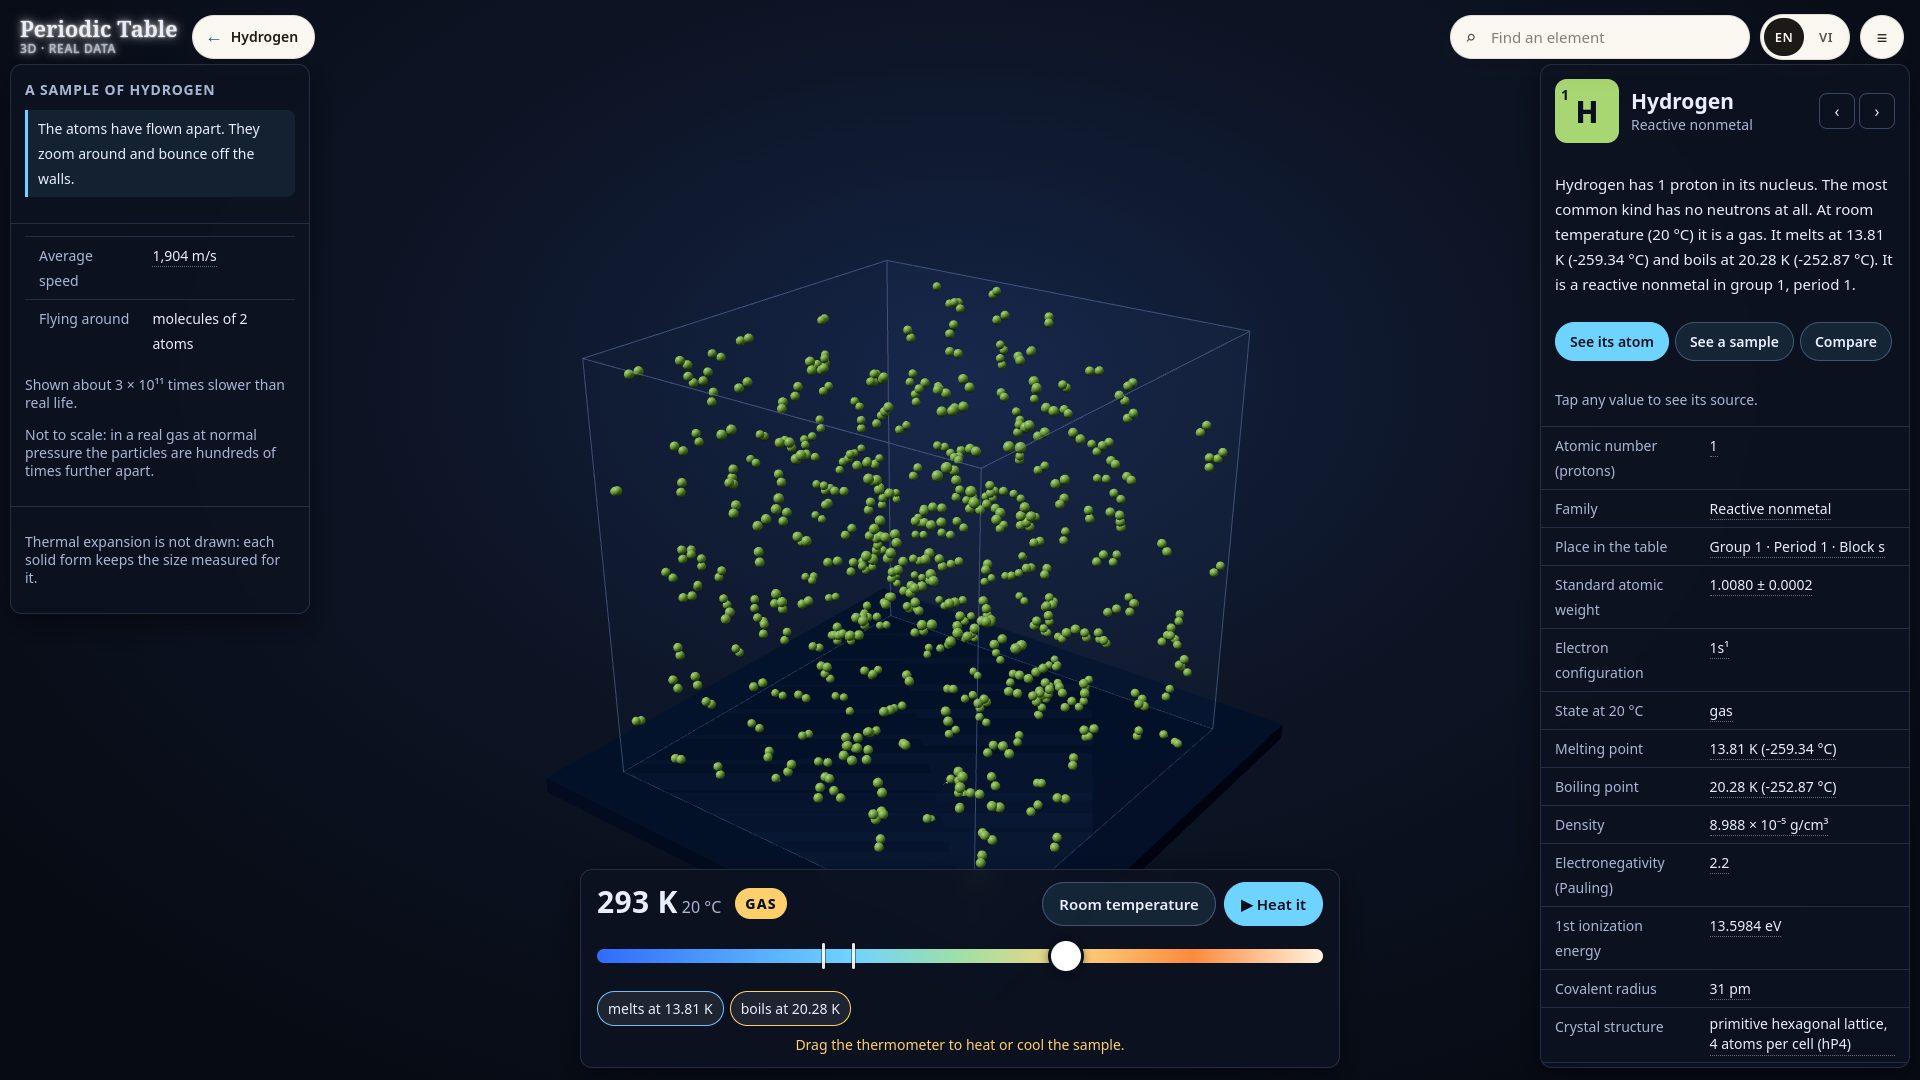 Periodic Table
3D · REAL DATA
← Hydrogen
Find an element
EN
VI
≡
A SAMPLE OF HYDROGEN
The atoms have flown apart. They
zoom around and bounce off the
walls.
Average
speed
1,904 m/s
Flying around
molecules of 2
atoms
Shown about 3 × 10¹¹ times slower than
real life.
Not to scale: in a real gas at normal
pressure the particles are hundreds of
times further apart.
Thermal expansion is not drawn: each
solid form keeps the size measured for
it.
293 K 20 °C GAS
Room temperature
▶ Heat it
melts at 13.81 K
boils at 20.28 K
Drag the thermometer to heat or cool the sample.
1
H
Hydrogen
Reactive nonmetal
‹
›
Hydrogen has 1 proton in its nucleus. The most
common kind has no neutrons at all. At room
temperature (20 °C) it is a gas. It melts at 13.81
K (-259.34 °C) and boils at 20.28 K (-252.87 °C). It
is a reactive nonmetal in group 1, period 1.
See its atom
See a sample
Compare
Tap any value to see its source.
Atomic number
(protons)
1
Family
Reactive nonmetal
Place in the table
Group 1 · Period 1 · Block s
Standard atomic
weight
1.0080 ± 0.0002
Electron
configuration
1s¹
State at 20 °C
gas
Melting point
13.81 K (-259.34 °C)
Boiling point
20.28 K (-252.87 °C)
Density
8.988 × 10⁻⁵ g/cm³
Electronegativity
(Pauling)
2.2
1st ionization
energy
13.5984 eV
Covalent radius
31 pm
Crystal structure
primitive hexagonal lattice,
4 atoms per cell (hP4)